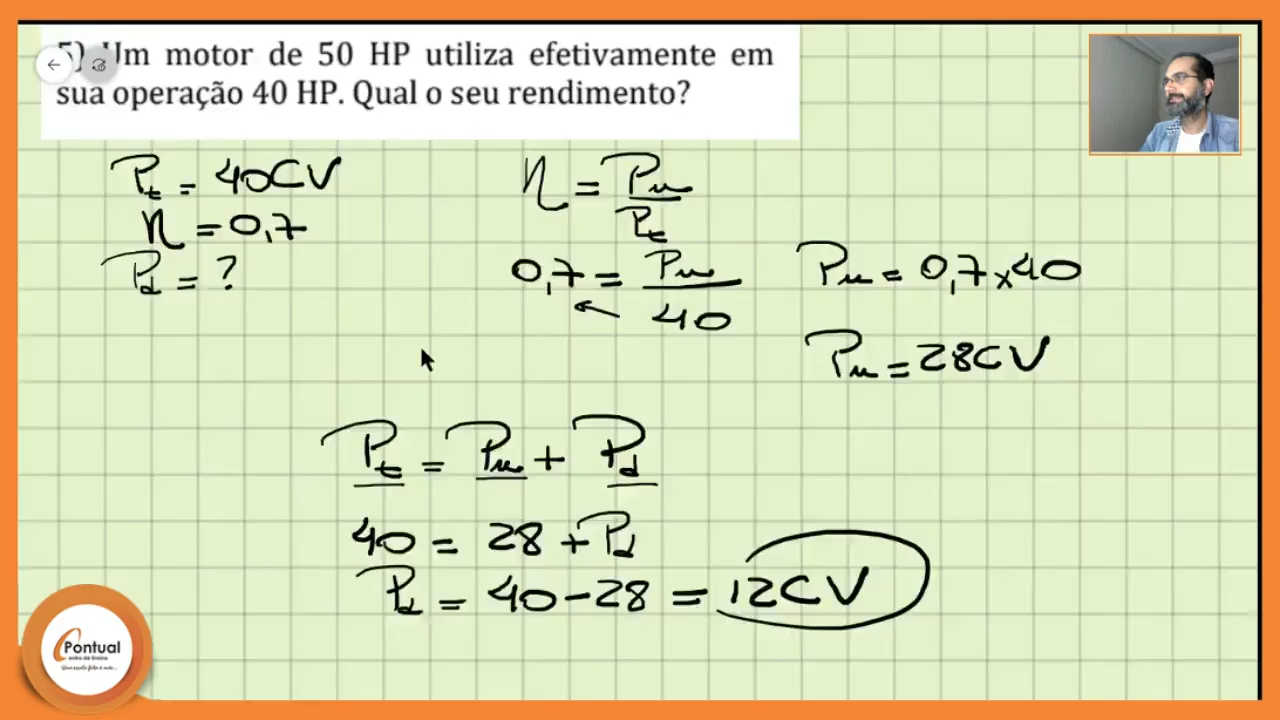 5) Um motor de 50 HP utiliza efetivamente em
sua operação 40 HP. Qual o seu rendimento?
Pt = 40CV
η = 0,7
Pd = ?
η = Pu/Pt
0,7 = Pu/40
Pu = 0,7x40
Pu = 28CV
Pt = Pu + Pd
40 = 28 + Pd
Pd = 40-28 = 12CV
Pontual